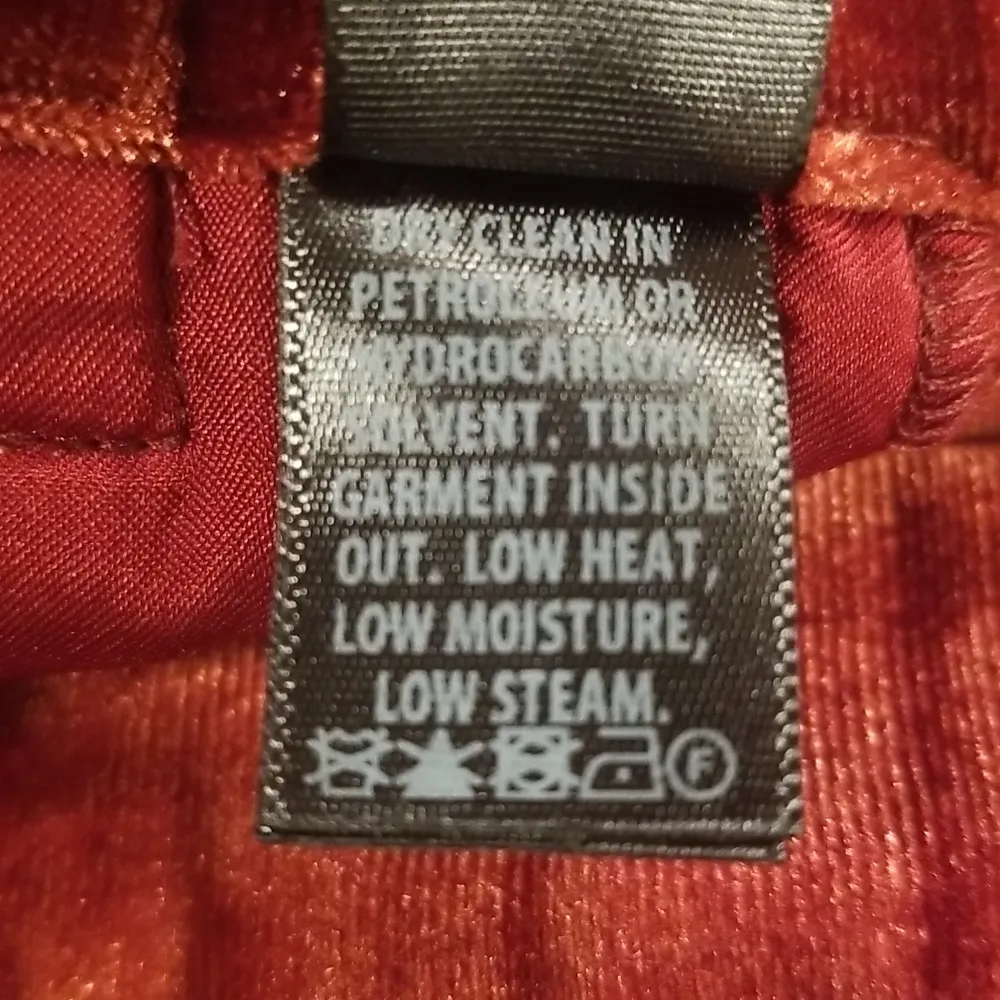 DRY CLEAN IN
PETROLEUM OR
HYDROCARBON
SOLVENT. TURN
GARMENT INSIDE
OUT. LOW HEAT,
LOW MOISTURE,
LOW STEAM.
F